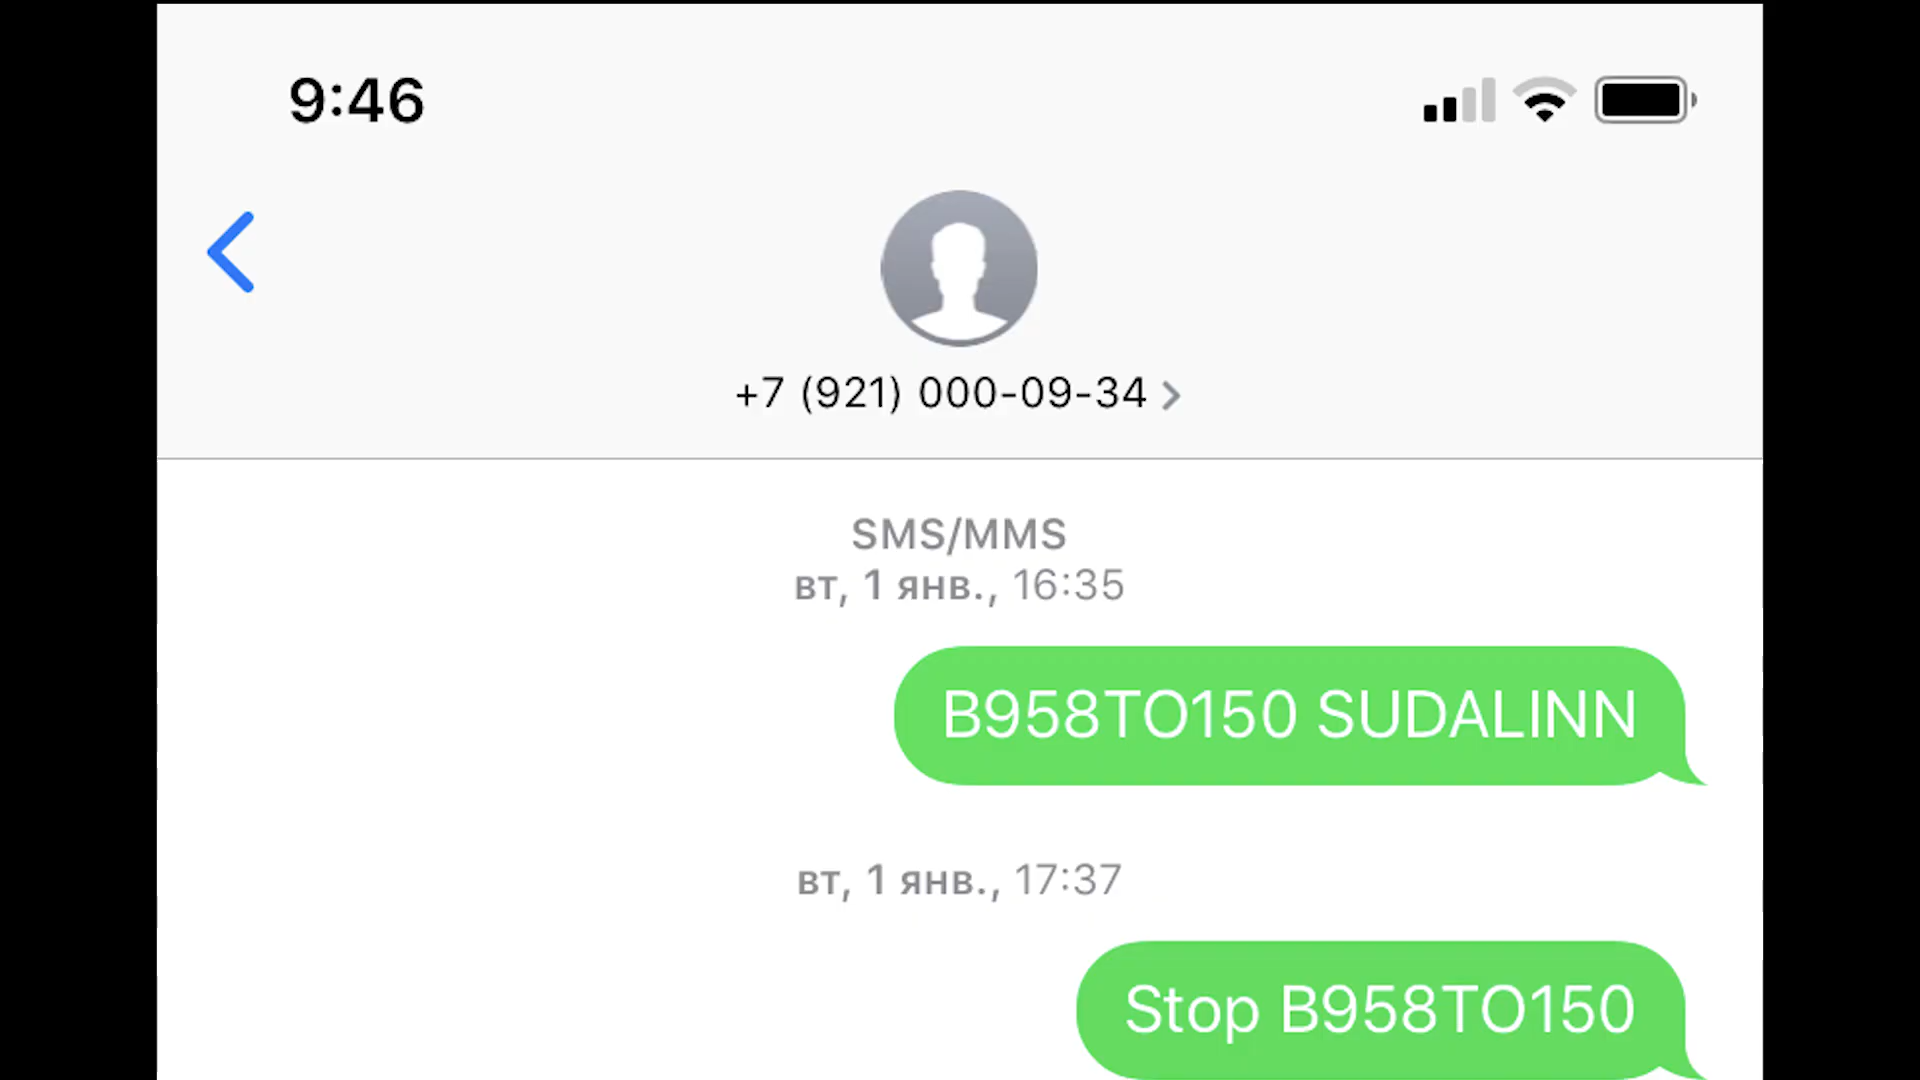 9:46
+7 (921) 000-09-34
SMS/MMS
вт, 1 янв., 16:35
B958TO150 SUDALINN
вт, 1 янв., 17:37
Stop B958TO150